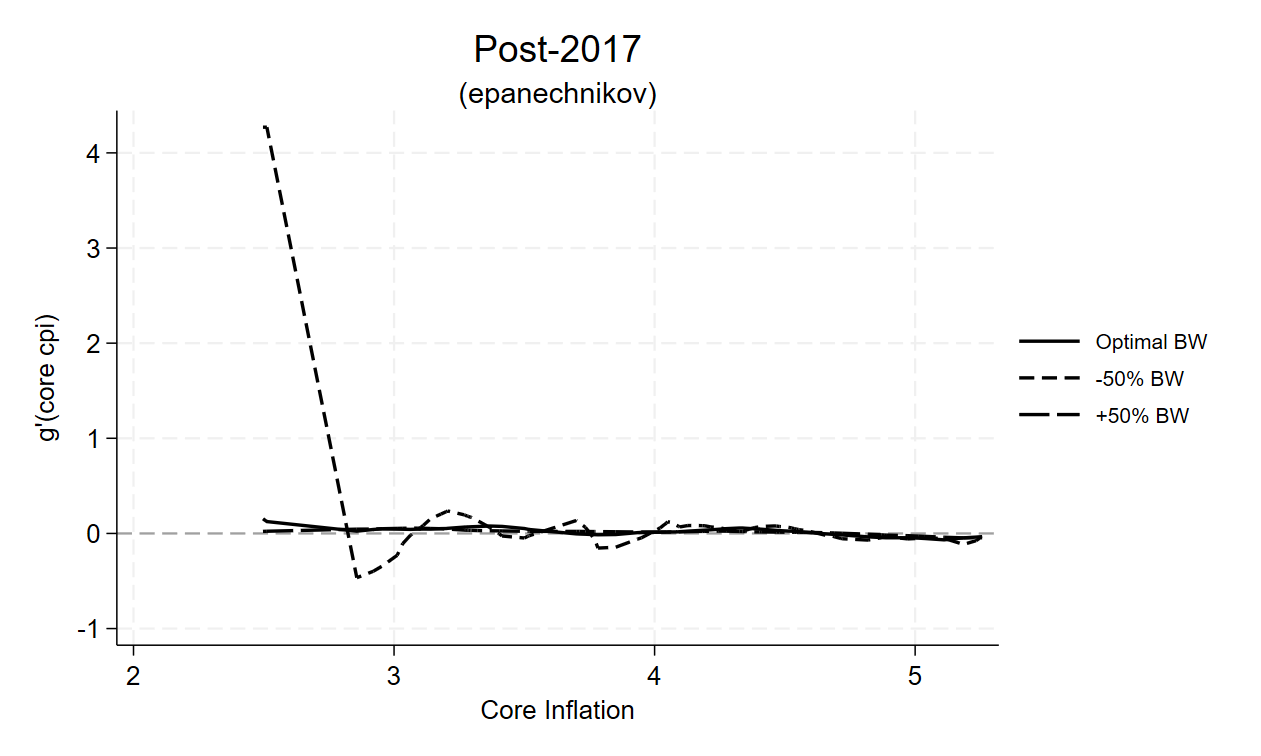 Post-2017
(epanechnikov)
g'(core cpi)
4
3
2
1
0
-1
2 3 4 5
Core Inflation
Optimal BW
-50% BW
+50% BW